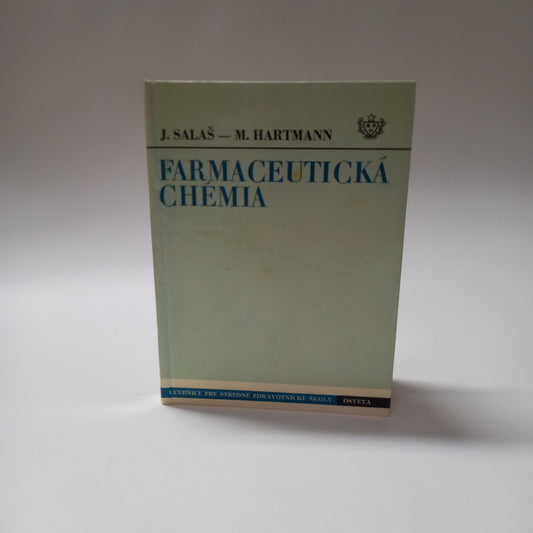 J. SALAŠ — M. HARTMANN
FARMACEUTICKÁ
CHÉMIA
UČEBNICE PRE STREDNÉ ZDRAVOTNÍCKE ŠKOLY OSVETA